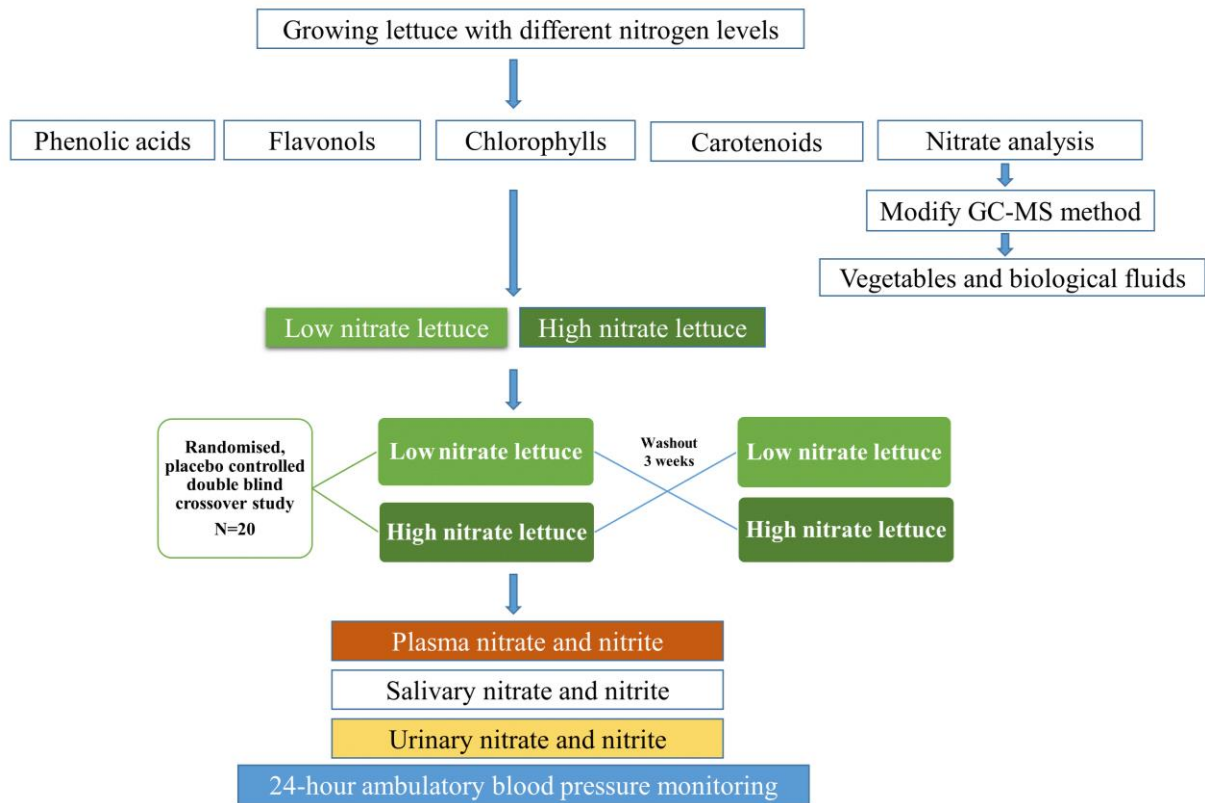 Growing lettuce with different nitrogen levels
Phenolic acids
Flavonols
Chlorophylls
Carotenoids
Nitrate analysis
Modify GC-MS method
Vegetables and biological fluids
Low nitrate lettuce
High nitrate lettuce
Randomised,
placebo controlled
double blind
crossover study
N=20
Low nitrate lettuce
High nitrate lettuce
Washout
3 weeks
Low nitrate lettuce
High nitrate lettuce
Plasma nitrate and nitrite
Salivary nitrate and nitrite
Urinary nitrate and nitrite
24-hour ambulatory blood pressure monitoring